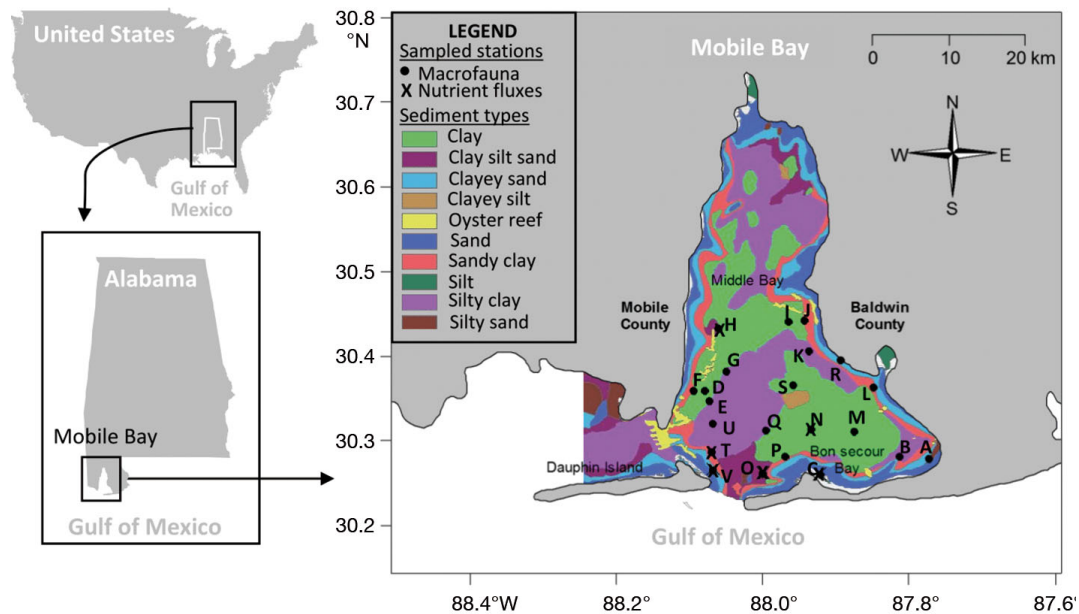 United States
Gulf of
Mexico
Alabama
Mobile Bay
Gulf of Mexico
30.8
°N
30.7
30.6
30.5
30.4
30.3
30.2
LEGEND
Sampled stations
Macrofauna
X Nutrient fluxes
Sediment types
Clay
Clay silt sand
Clayey sand
Clayey silt
Oyster reef
Sand
Sandy clay
Silt
Silty clay
Silty sand
Mobile Bay
0 10 20 km
N
W E
S
Middle Bay
Mobile
County
Baldwin
County
H
I J
G
K
R
F D
S
L
E
U
Q
N
M
T
P
Bon secour
Bay
B A
V
O
C
Dauphin Island
Gulf of Mexico
88.4°W 88.2° 88.0° 87.8° 87.6°